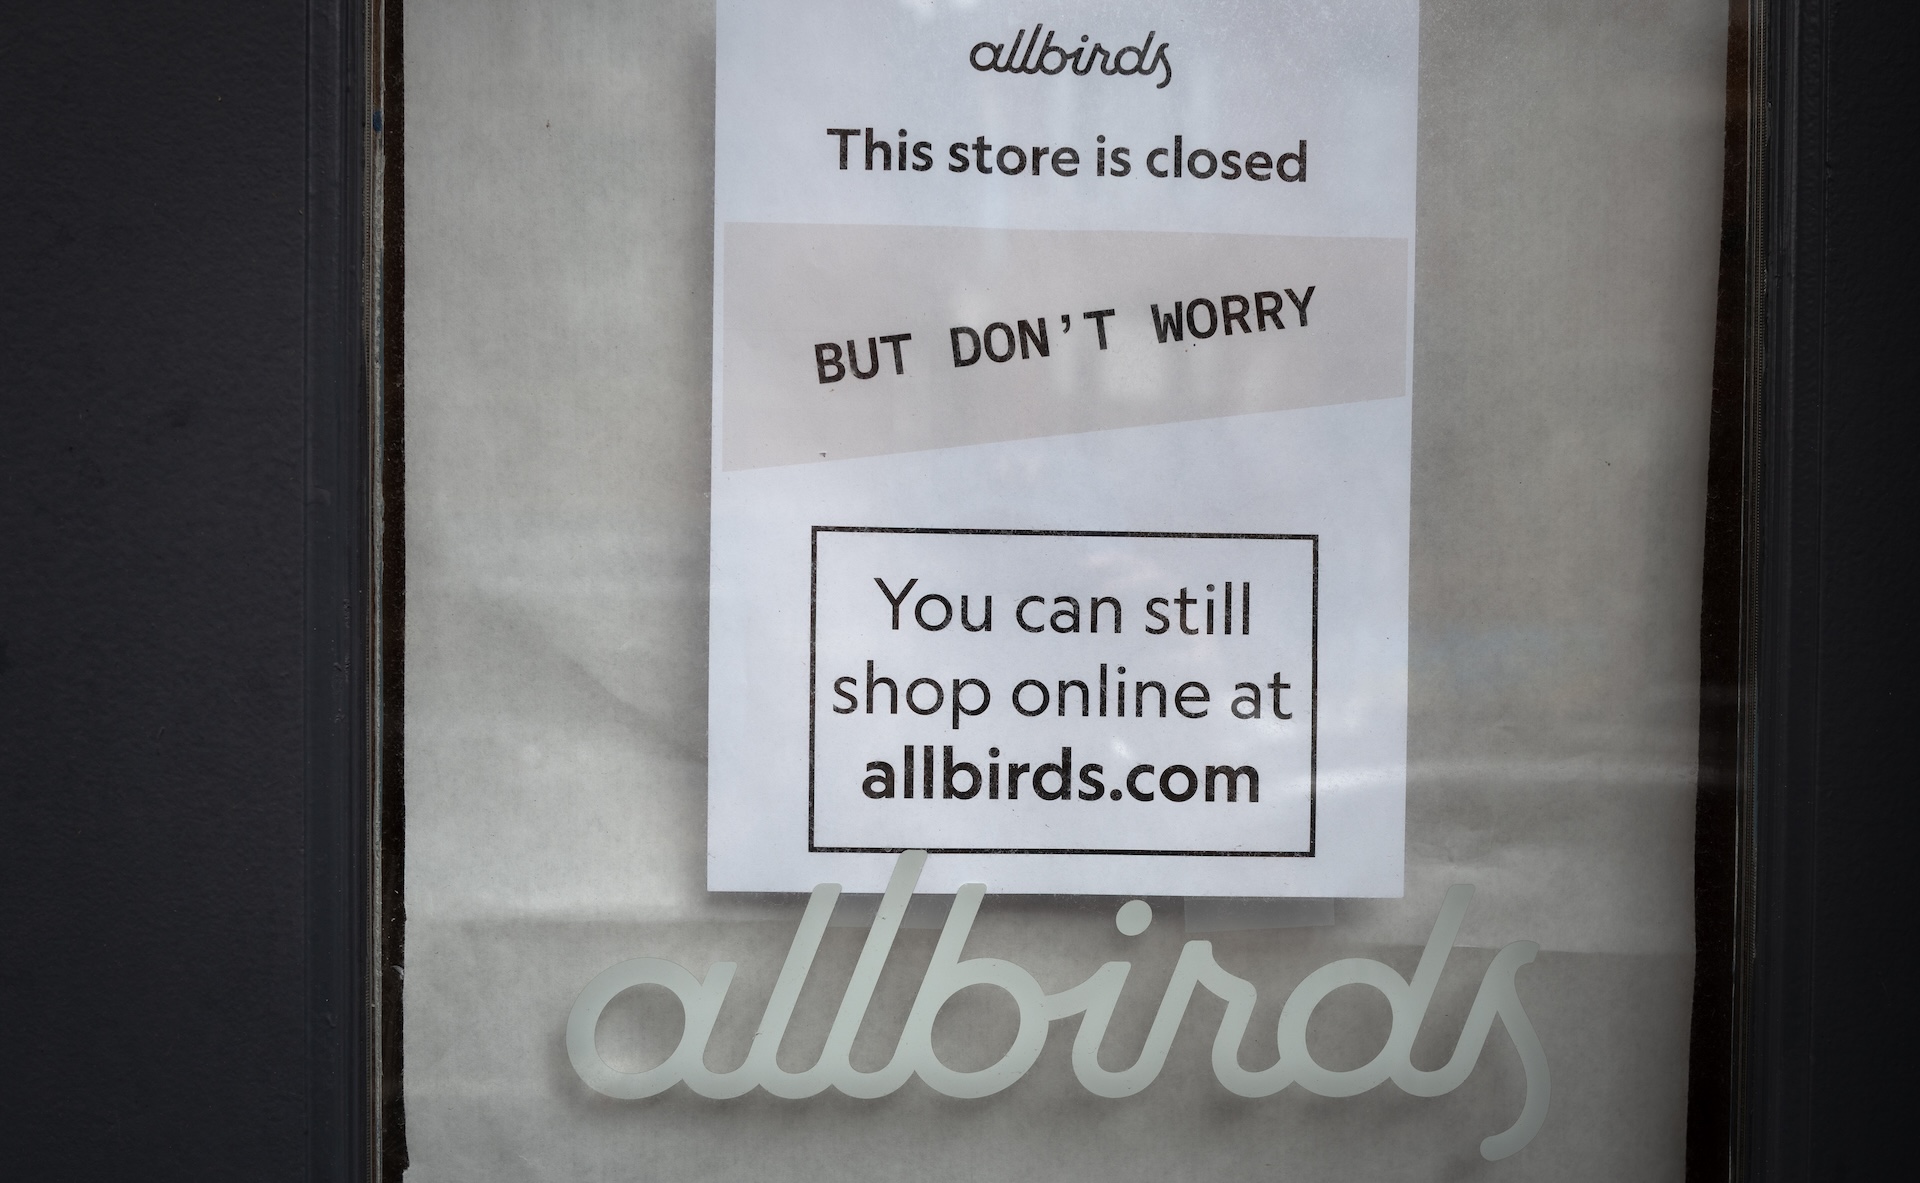 allbirds
This store is closed
BUT DON'T WORRY
You can still
shop online at
allbirds.com
allbirds